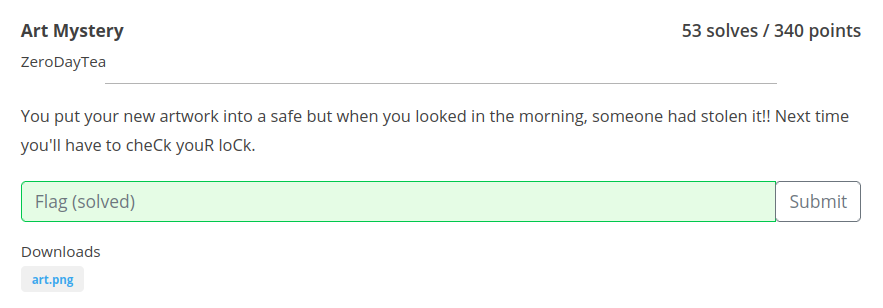 Art Mystery 53 solves / 340 points
ZeroDayTea
You put your new artwork into a safe but when you looked in the morning, someone had stolen it!! Next time
you'll have to cheCk youR loCk.
Flag (solved) Submit
Downloads
art.png